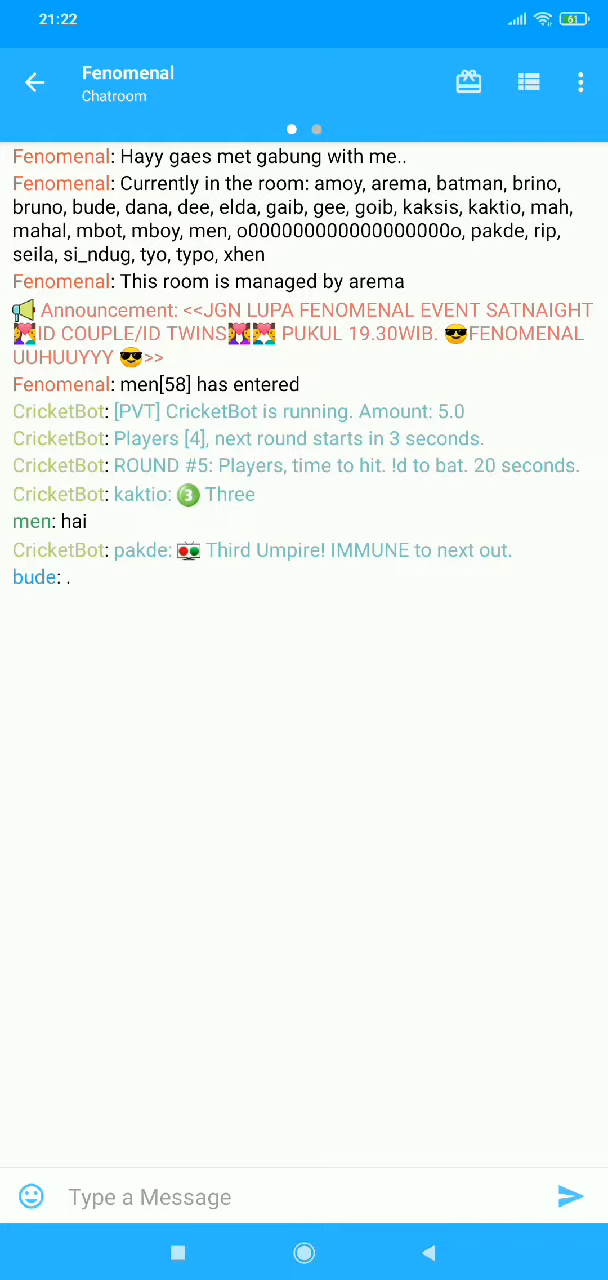 21:22
61
Fenomenal
Chatroom
Fenomenal: Hayy gaes met gabung with me..
Fenomenal: Currently in the room: amoy, arema, batman, brino,
bruno, bude, dana, dee, elda, gaib, gee, goib, kaksis, kaktio, mah,
mahal, mbot, mboy, men, o00000000000000000000o, pakde, rip,
seila, si_ndug, tyo, typo, xhen
Fenomenal: This room is managed by arema
Announcement: <<JGN LUPA FENOMENAL EVENT SATNAIGHT
ID COUPLE/ID TWINS PUKUL 19.30WIB. 😎FENOMENAL
UUHUUYYY 😎>>
Fenomenal: men[58] has entered
CricketBot: [PVT] CricketBot is running. Amount: 5.0
CricketBot: Players [4], next round starts in 3 seconds.
CricketBot: ROUND #5: Players, time to hit. !d to bat. 20 seconds.
CricketBot: kaktio: 3 Three
men: hai
CricketBot: pakde: Third Umpire! IMMUNE to next out.
bude: .
Type a Message